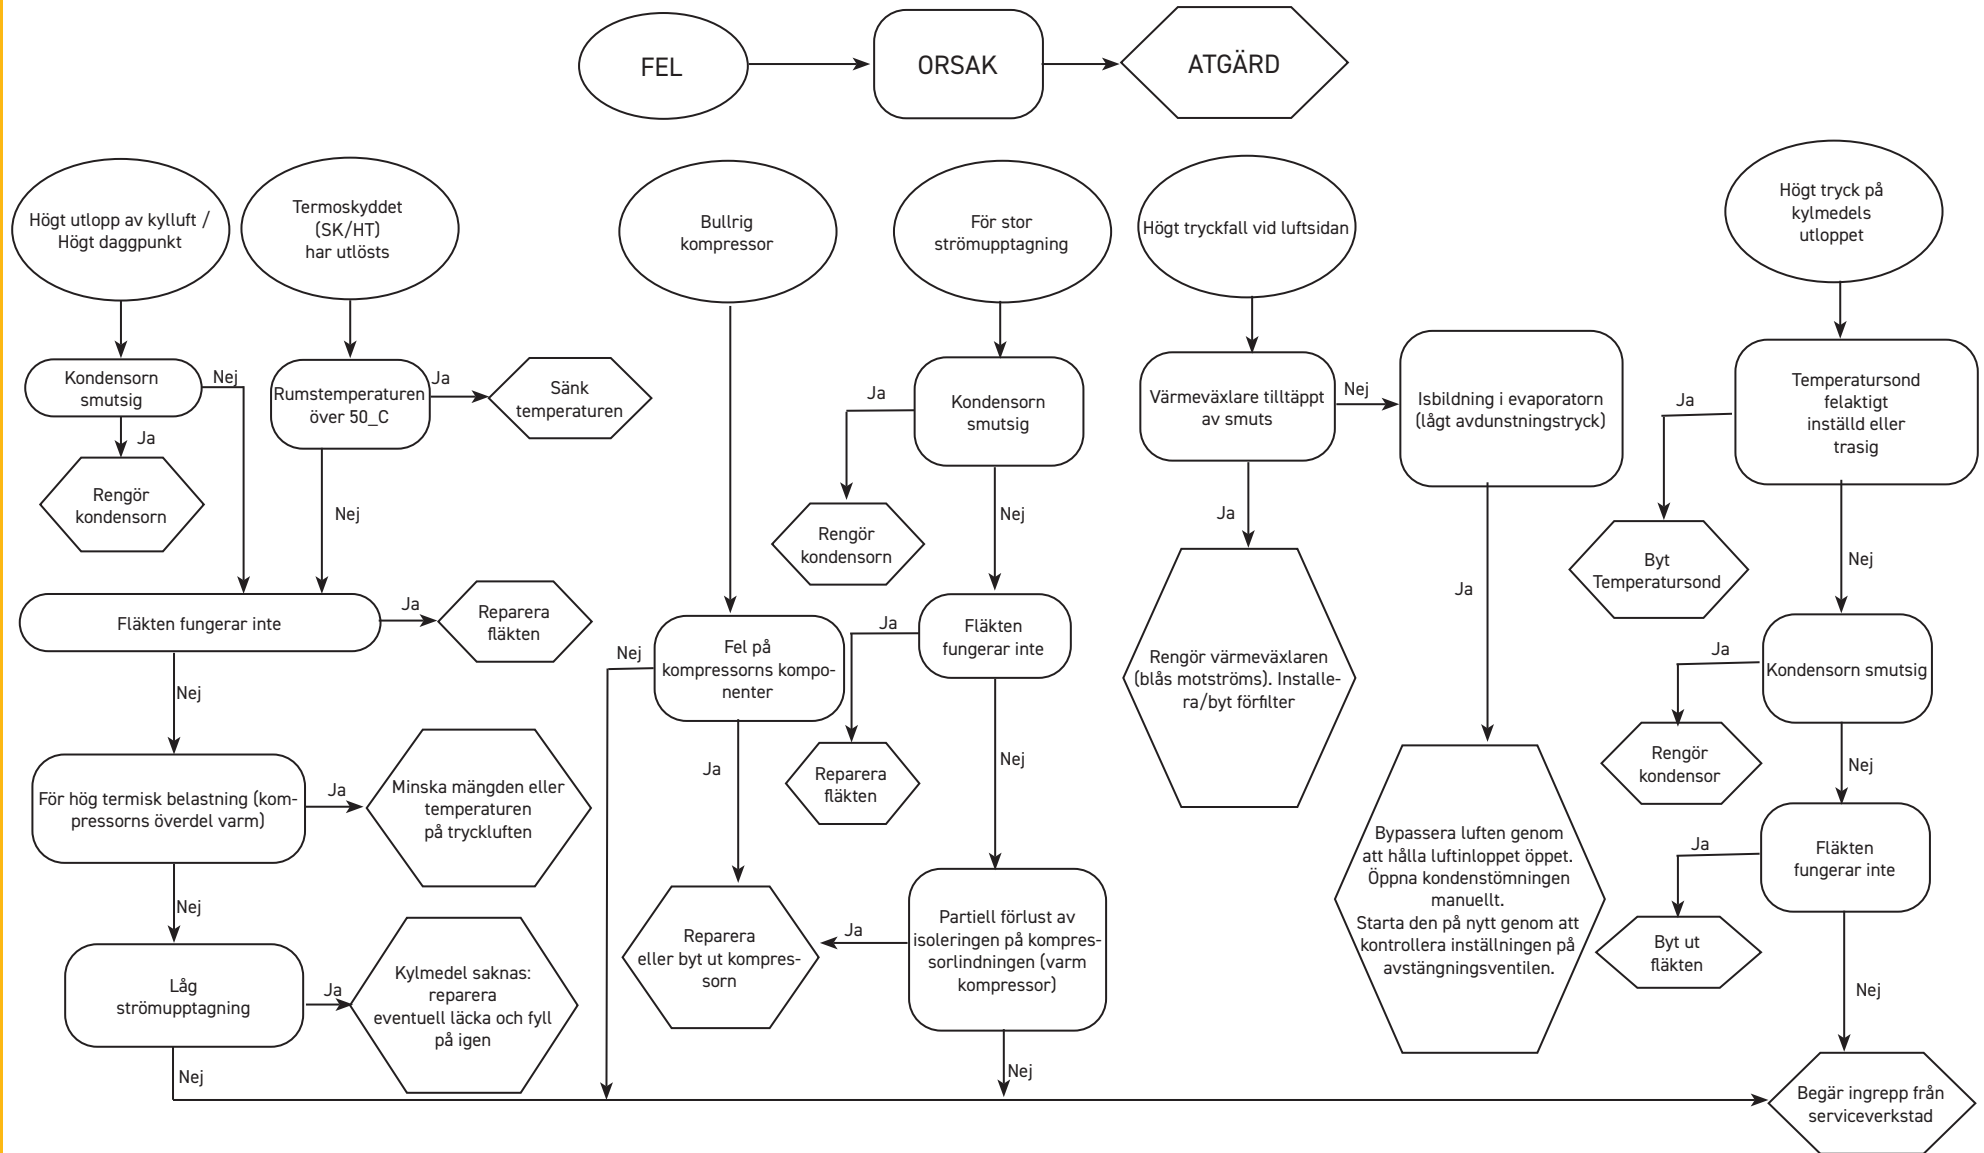 FEL
ORSAK
ATGÄRD
Högt utlopp av kylluft /
Högt daggpunkt
Kondensorn
smutsig
Nej
Ja
Rengör
kondensorn
Termoskyddet
(SK/HT)
har utlösts
Rumstemperaturen
över 50_C
Ja
Sänk
temperaturen
Nej
Fläkten fungerar inte
Ja
Reparera
fläkten
Nej
För hög termisk belastning (kom-
pressorns överdel varm)
Ja
Minska mängden eller
temperaturen
på tryckluften
Nej
Låg
strömupptagning
Ja
Kylmedel saknas:
reparera
eventuell läcka och fyll
på igen
Nej
Bullrig
kompressor
Fel på
kompressorns kompo-
nenter
Nej
Ja
Reparera
eller byt ut kompres-
sorn
För stor
strömupptagning
Kondensorn
smutsig
Ja
Rengör
kondensorn
Nej
Fläkten
fungerar inte
Ja
Reparera
fläkten
Nej
Partiell förlust av
isoleringen på kompres-
sorlindningen (varm
kompressor)
Ja
Nej
Högt tryckfall vid luftsidan
Värmeväxlare tilltäppt
av smuts
Nej
Ja
Rengör värmeväxlaren
(blås motströms). Installe-
ra/byt förfilter
Isbildning i evaporatorn
(lågt avdunstningstryck)
Ja
Bypassera luften genom
att hålla luftinloppet öppet.
Öppna kondenstömningen
manuellt.
Starta den på nytt genom att
kontrollera inställningen på
avstängningsventilen.
Högt tryck på
kylmedels
utloppet
Temperatursond
felaktigt
inställd eller
trasig
Ja
Byt
Temperatursond
Nej
Kondensorn smutsig
Ja
Rengör
kondensor
Nej
Fläkten
fungerar inte
Ja
Byt ut
fläkten
Nej
Begär ingrepp från
serviceverkstad